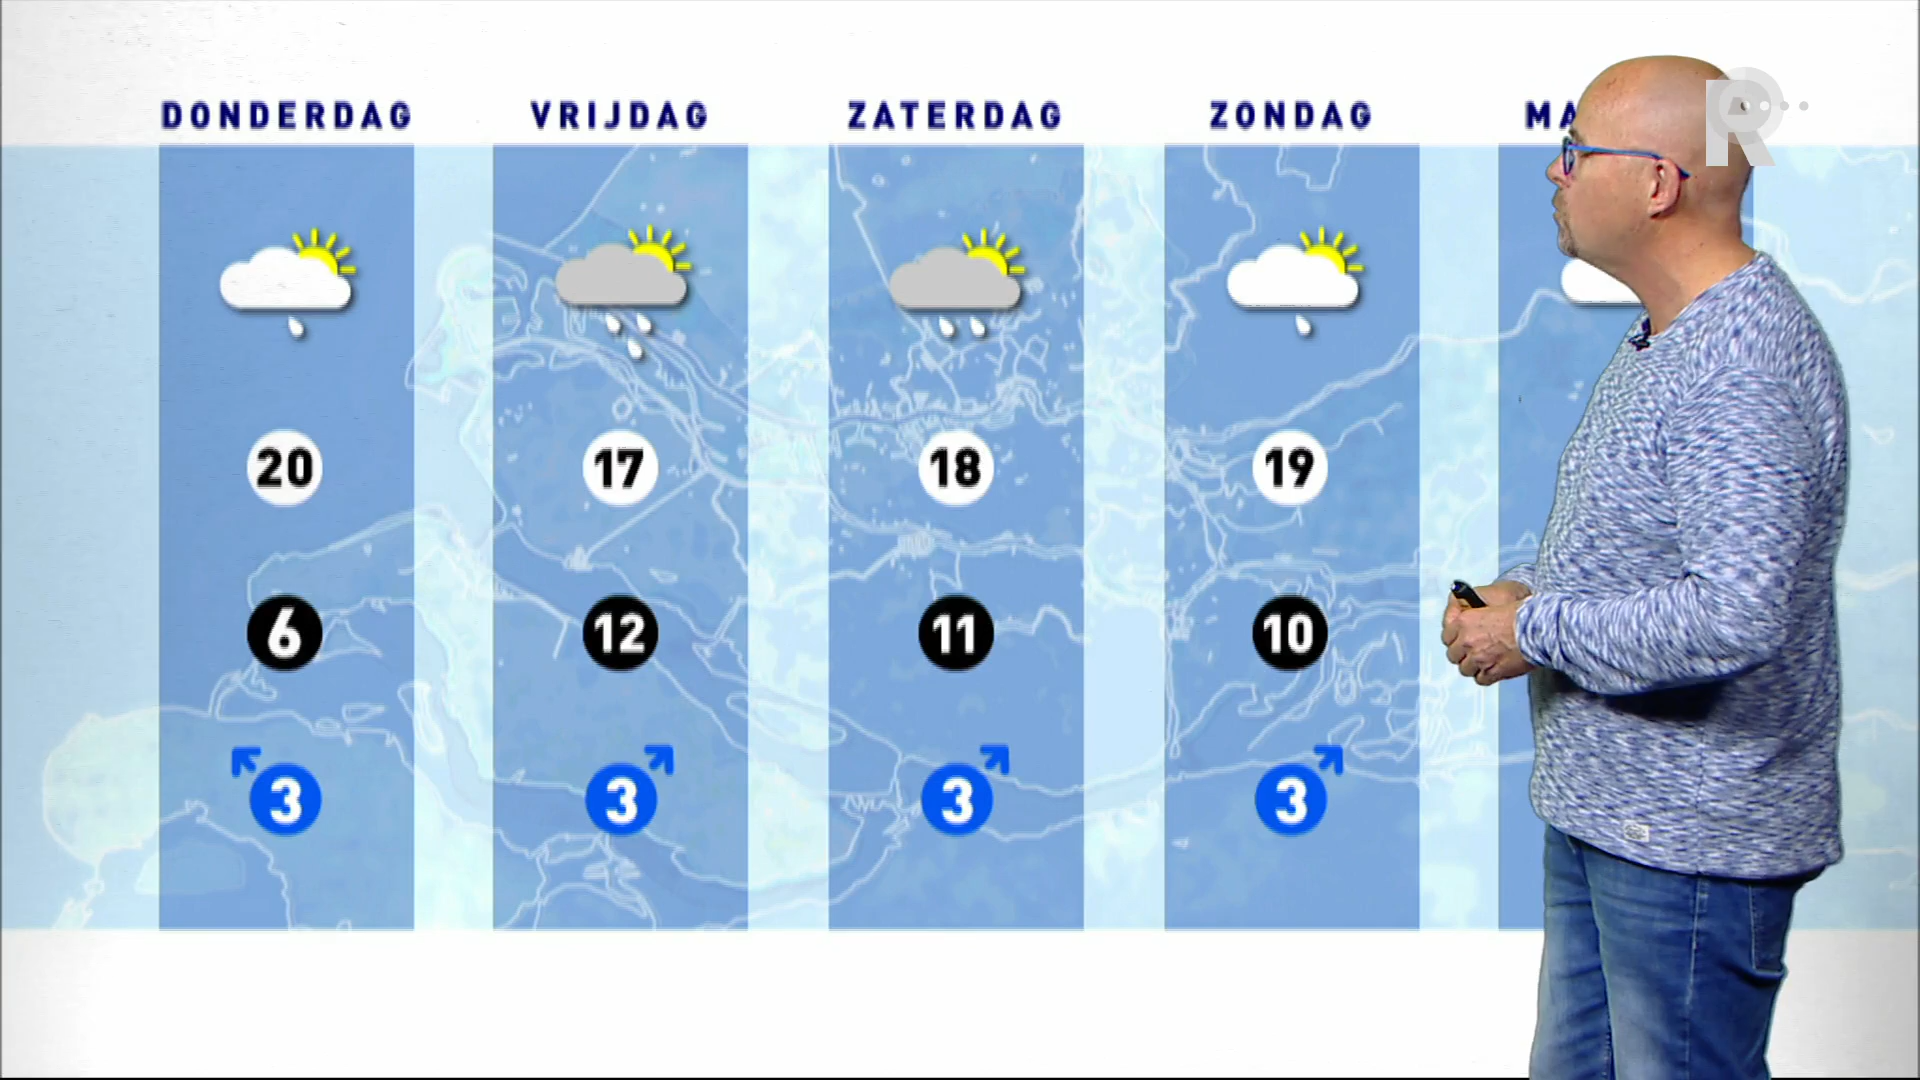 DONDERDAG VRIJDAG ZATERDAG ZONDAG MA
R
20 17 18 19
6 12 11 10
3 3 3 3